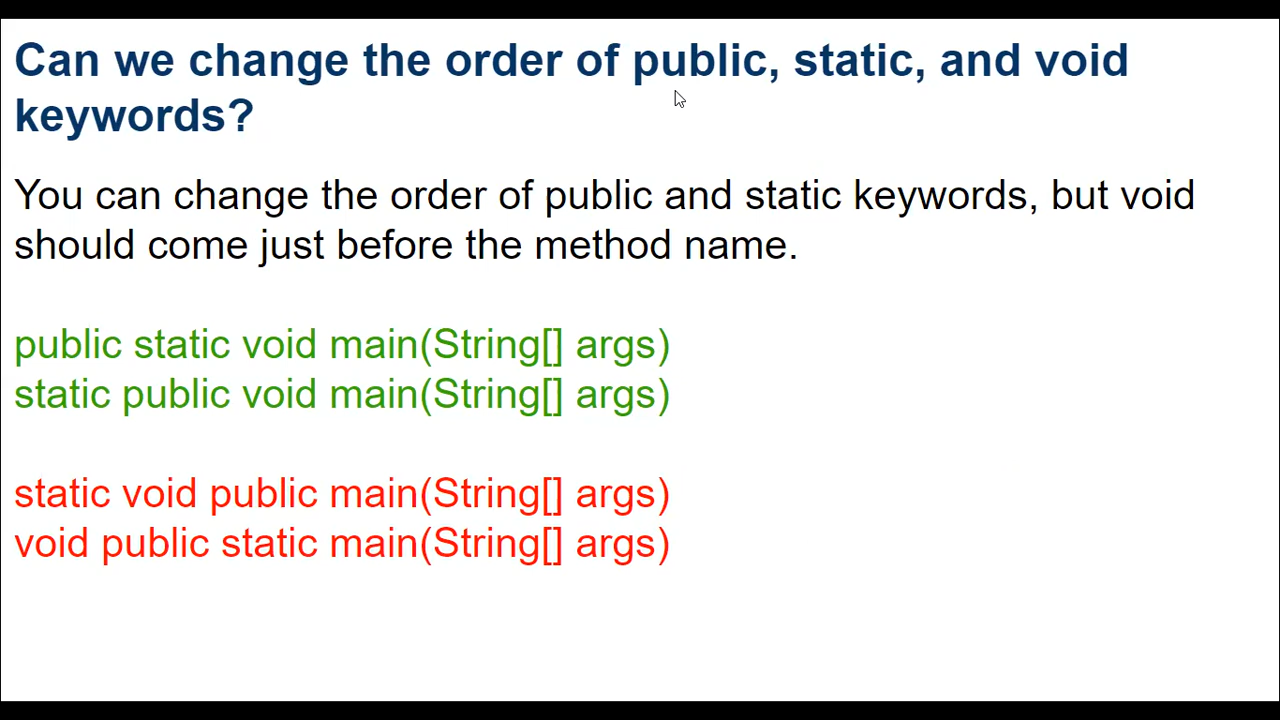 Can we change the order of public, static, and void
keywords?
You can change the order of public and static keywords, but void
should come just before the method name.
public static void main(String[] args)
static public void main(String[] args)
static void public main(String[] args)
void public static main(String[] args)